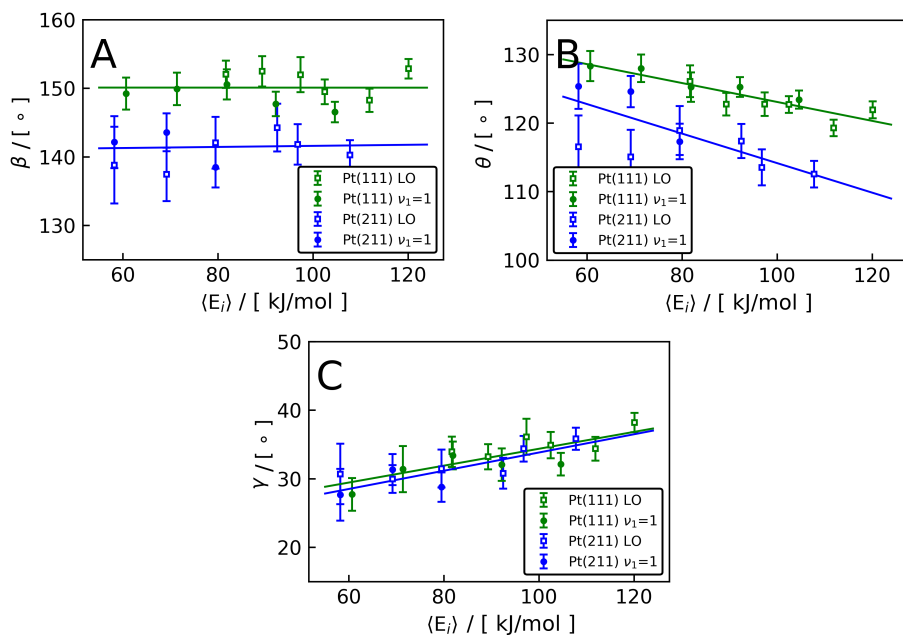 A
160
150
140
130
β / [ ∘ ]
60
80
100
120
⟨E_i⟩ / [ kJ/mol ]
Pt(111) LO
Pt(111) ν₁=1
Pt(211) LO
Pt(211) ν₁=1
B
130
120
110
100
θ / [ ∘ ]
60
80
100
120
⟨E_i⟩ / [ kJ/mol ]
Pt(111) LO
Pt(111) ν₁=1
Pt(211) LO
Pt(211) ν₁=1
C
50
40
30
20
γ / [ ∘ ]
60
80
100
120
⟨E_i⟩ / [ kJ/mol ]
Pt(111) LO
Pt(111) ν₁=1
Pt(211) LO
Pt(211) ν₁=1